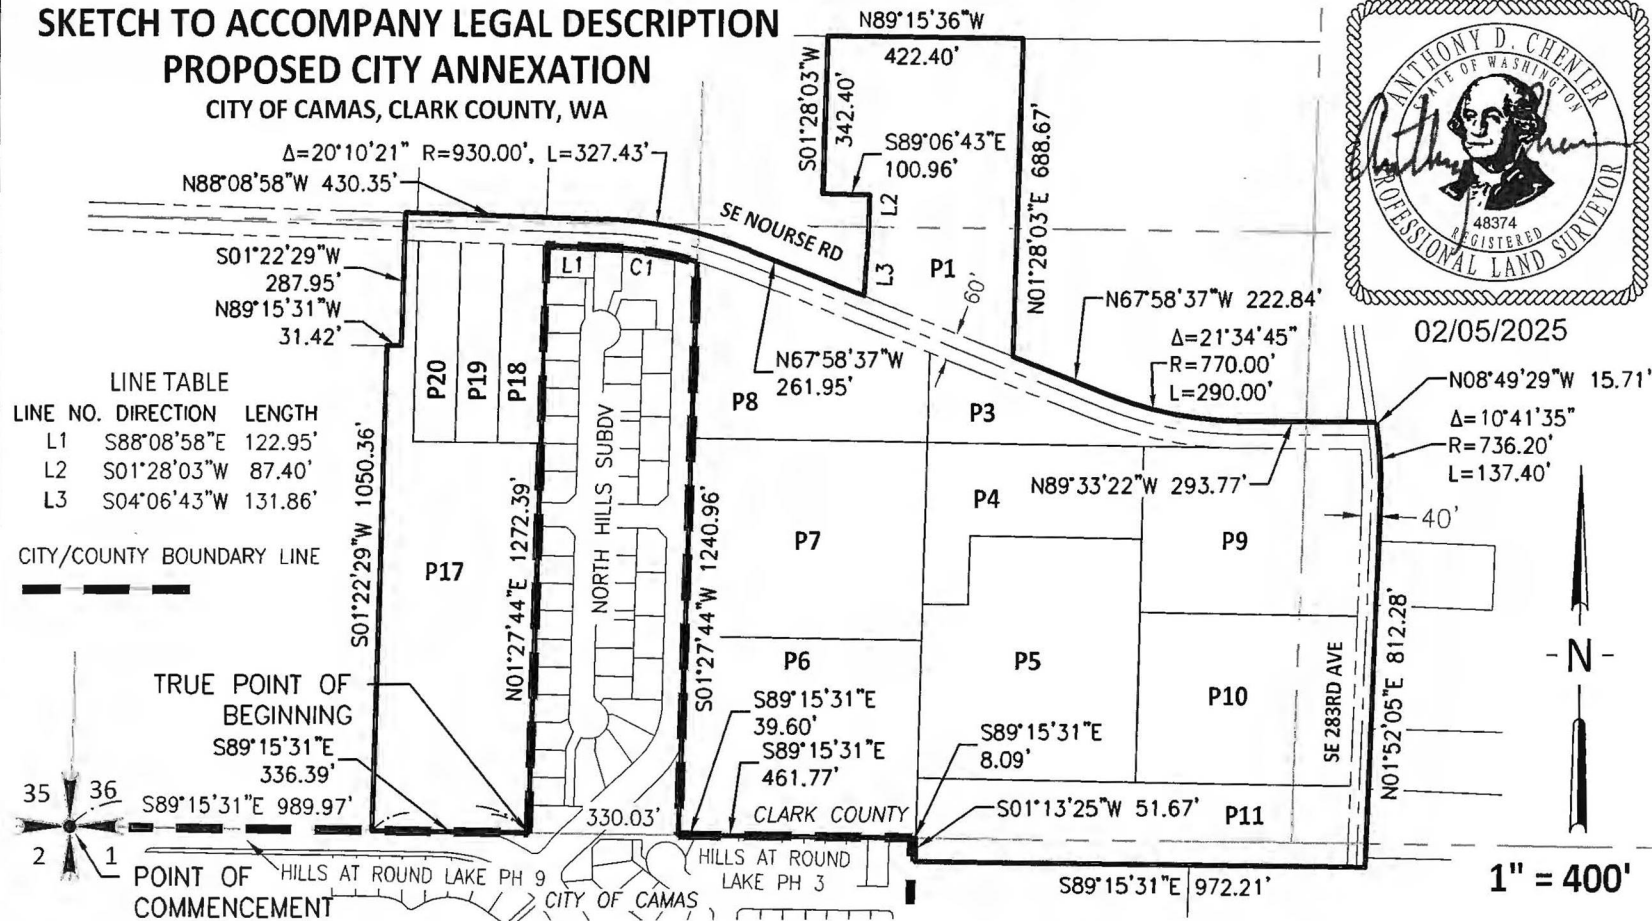 SKETCH TO ACCOMPANY LEGAL DESCRIPTION
PROPOSED CITY ANNEXATION
CITY OF CAMAS, CLARK COUNTY, WA
N89°15'36"W
422.40'
S01°28'03"W
342.40'
S89°06'43"E
100.96'
L2
L3
P1
N01°28'03"E 688.67'
Δ=20°10'21" R=930.00', L=327.43'
N88°08'58"W 430.35'
SE NOURSE RD
S01°22'29"W
287.95'
N89°15'31"W
31.42'
L1
C1
60'
N67°58'37"W 222.84'
Δ=21°34'45"
R=770.00'
L=290.00'
N67°58'37"W
261.95'
ANTHONY D. CHENIER
STATE OF WASHINGTON
48374
REGISTERED
PROFESSIONAL LAND SURVEYOR
02/05/2025
N08°49'29"W 15.71'
Δ=10°41'35"
R=736.20'
L=137.40'
LINE TABLE
LINE NO. DIRECTION LENGTH
L1 S88°08'58"E 122.95'
L2 S01°28'03"W 87.40'
L3 S04°06'43"W 131.86'
CITY/COUNTY BOUNDARY LINE
P20
P19
P18
P8
P3
P4
N89°33'22"W 293.77'
40'
P7
P9
P17
S01°22'29"W 1050.36'
N01°27'44"E 1272.39'
NORTH HILLS SUBDV
S01°27'44"W 1240.96'
P6
P5
P10
SE 283RD AVE
N01°52'05"E 812.28'
- N -
TRUE POINT OF
BEGINNING
S89°15'31"E
336.39'
S89°15'31"E
39.60'
S89°15'31"E
461.77'
S89°15'31"E
8.09'
35 36
2 1
S89°15'31"E 989.97'
330.03'
CLARK COUNTY
S01°13'25"W 51.67'
P11
POINT OF
COMMENCEMENT
HILLS AT ROUND LAKE PH 9
CITY OF CAMAS
HILLS AT ROUND
LAKE PH 3
S89°15'31"E 972.21'
1" = 400'